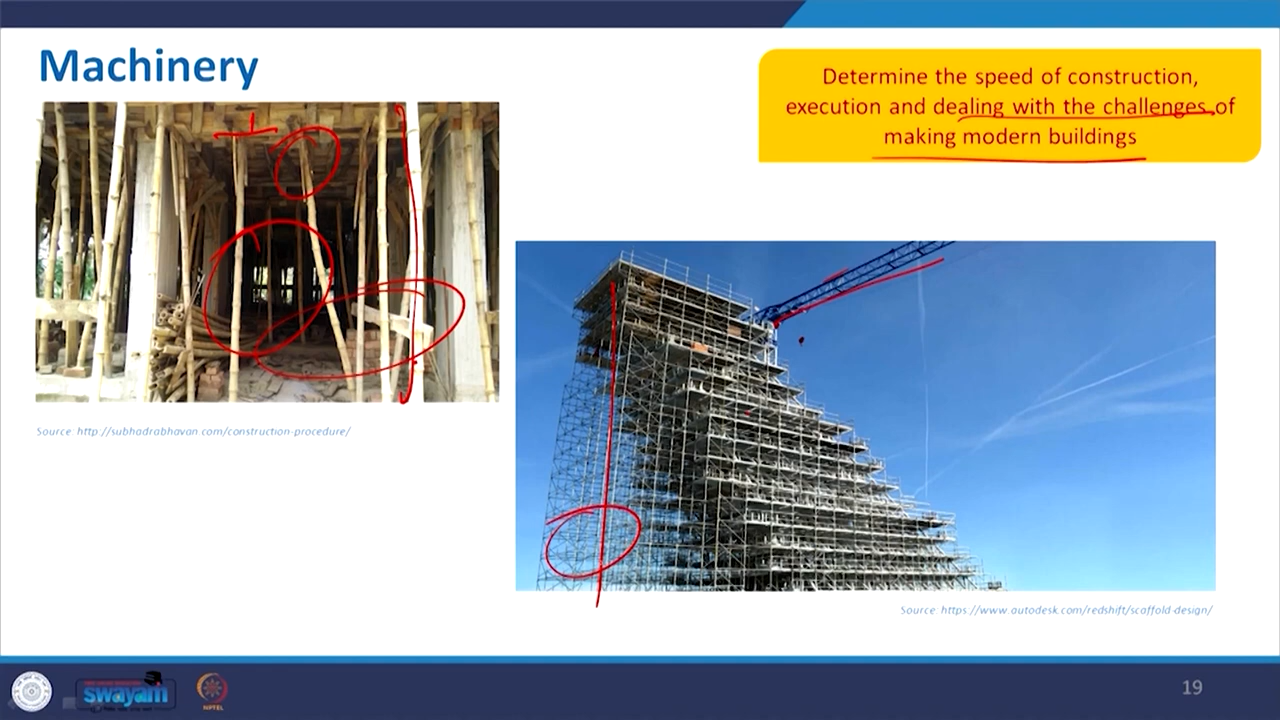 Machinery
Determine the speed of construction,
execution and dealing with the challenges of
making modern buildings
Source: http://subhadrabhavan.com/construction-procedure/
Source: https://www.autodesk.com/redshift/scaffold-design/
swayam
NPTEL
19